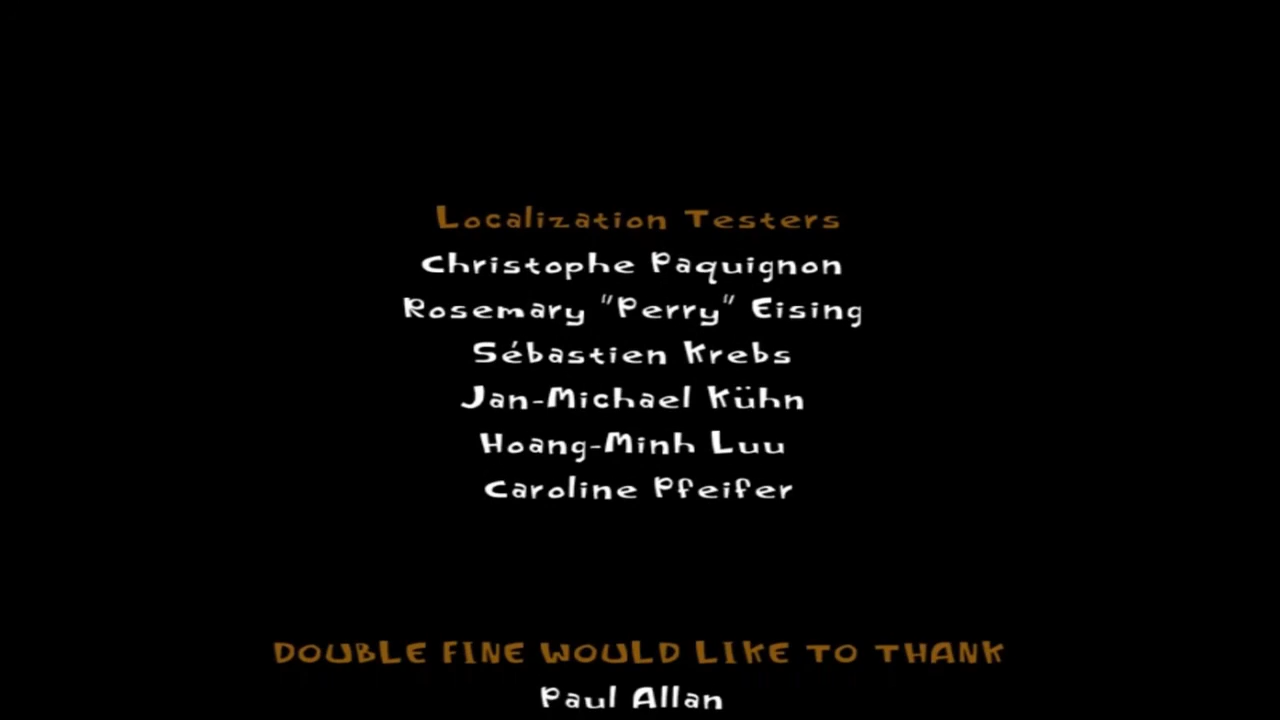 Localization Testers
Christophe Paquignon
Rosemary "Perry" Eising
Sébastien Krebs
Jan-Michael Kühn
Hoang-Minh Luu
Caroline Pfeifer
DOUBLE FINE WOULD LIKE TO THANK
Paul Allan